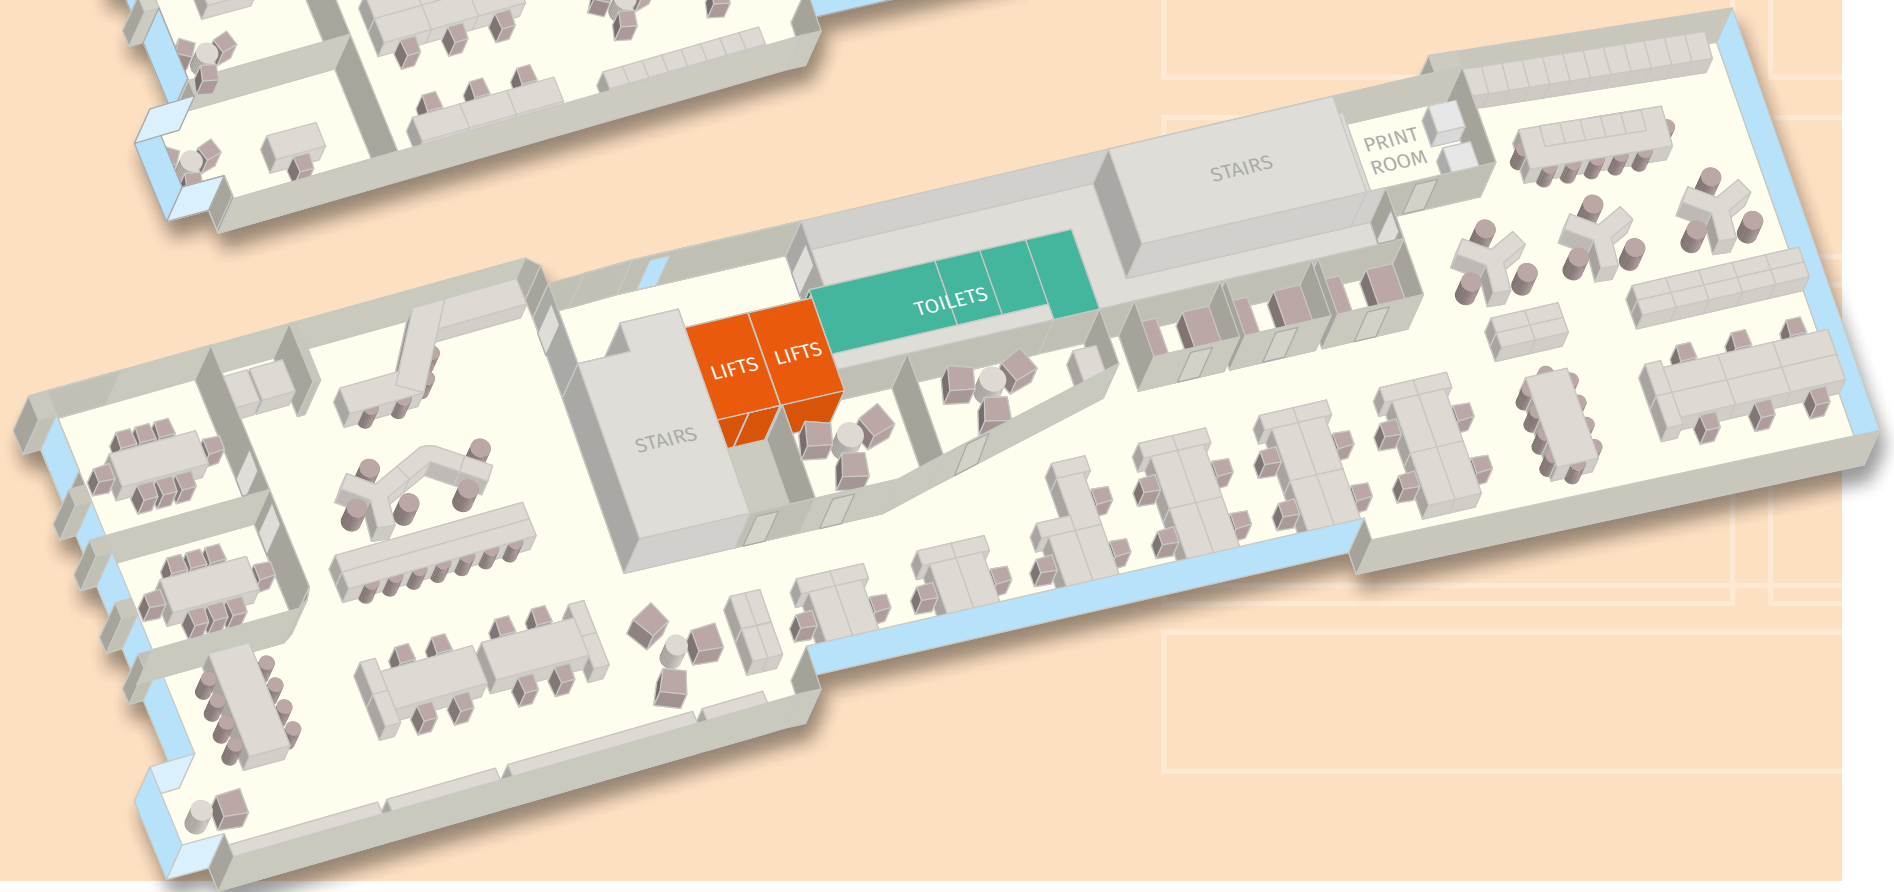 STAIRS
PRINT
ROOM
TOILETS
LIFTS
LIFTS
STAIRS